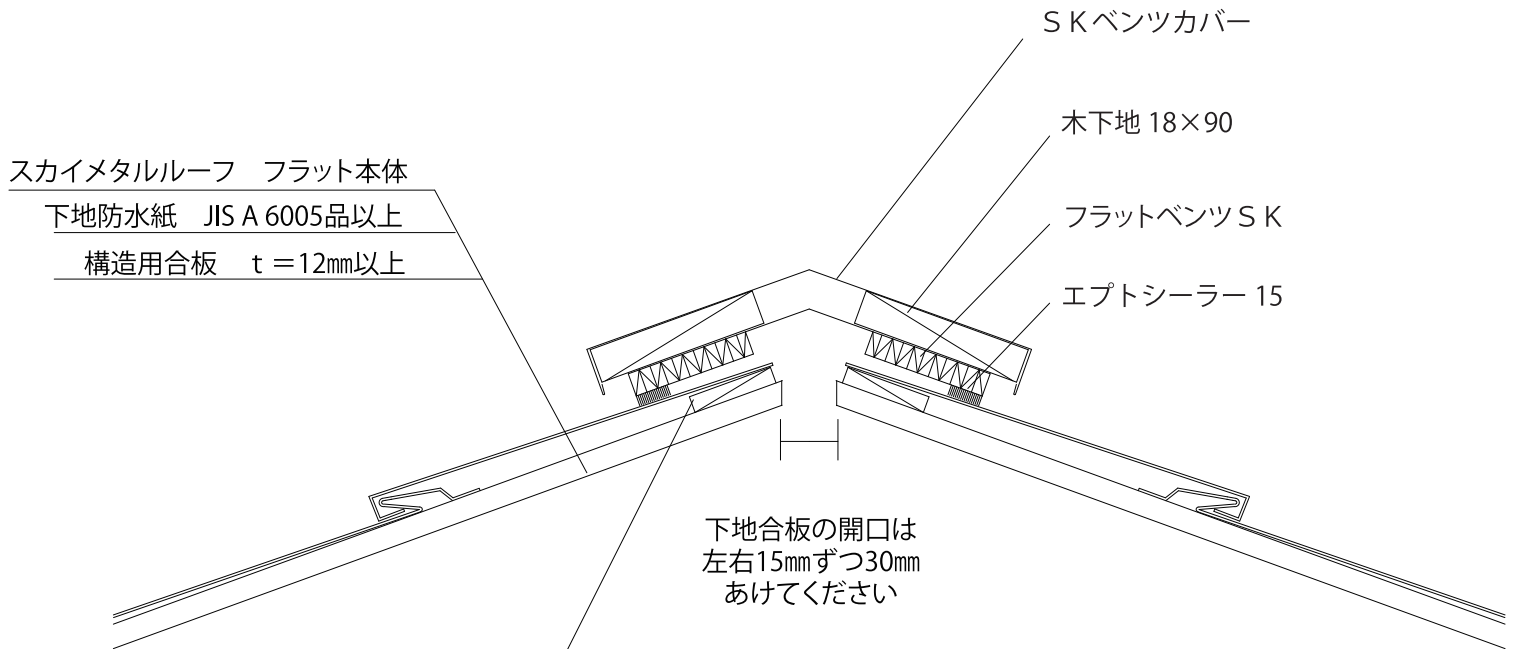 ＳＫベンツカバー
木下地 18×90
スカイメタルルーフ　フラット本体
下地防水紙　JIS A 6005品以上
フラットベンツＳＫ
構造用合板　ｔ＝12㎜以上
エプトシーラー 15
下地合板の開口は
左右15㎜ずつ30㎜
あけてください